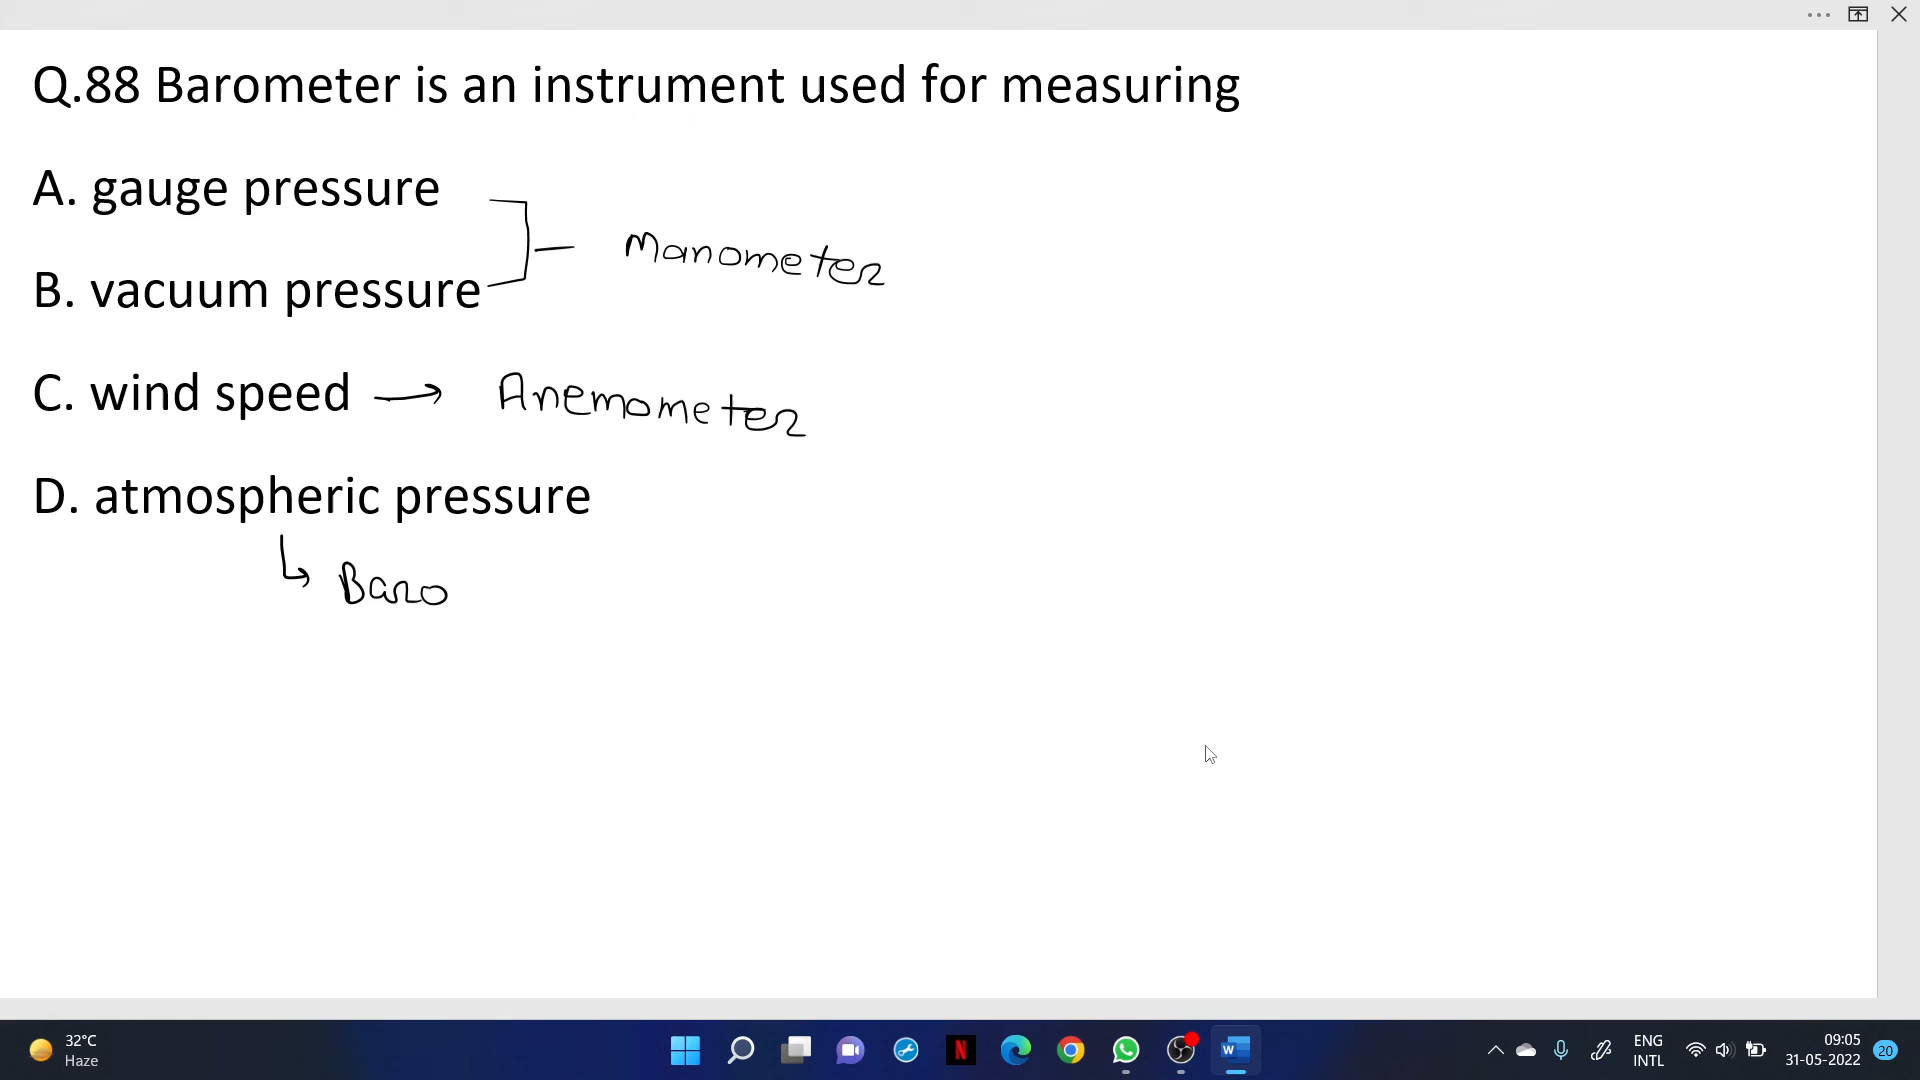 Q.88 Barometer is an instrument used for measuring
A. gauge pressure
B. vacuum pressure
Manometer
C. wind speed → Anemometer
D. atmospheric pressure
Baro
32°C
Haze
N
W
ENG
INTL
09:05
31-05-2022
20